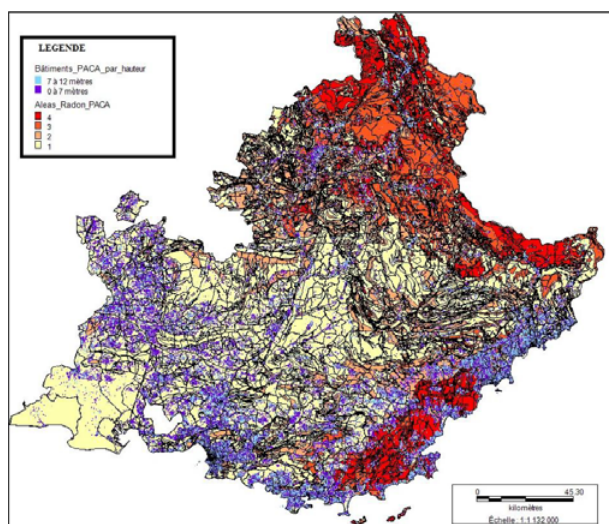 LEGENDE
Bâtiments_PACA_par_hauteur
7 à 12 mètres
0 à 7 mètres
Aleas_Radon_PACA
4
3
2
1
0 45,30
kilomètres
Échelle : 1:1 132 000